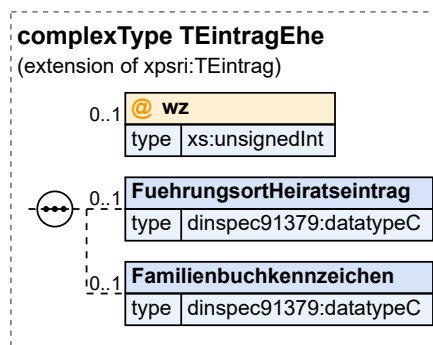 complexType TEintragEhe
(extension of xpsri:TEintrag)
0..1 @ wz
type xs:unsignedInt
0..1 FuehrungsortHeiratseintrag
type dinspec91379:datatypeC
0..1 Familienbuchkennzeichen
type dinspec91379:datatypeC